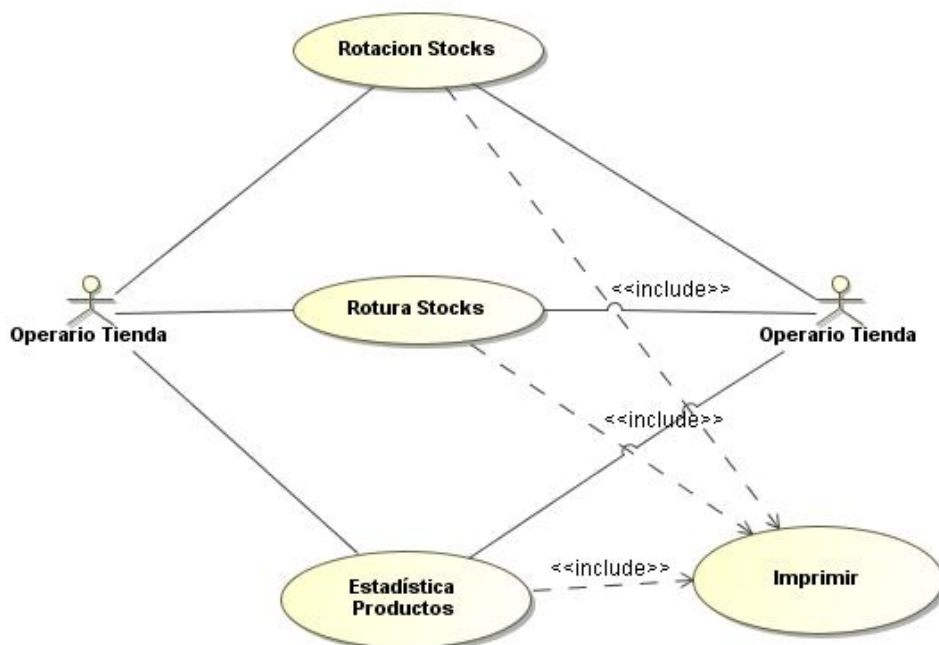 Rotacion Stocks
<<include>>
Rotura Stocks
Operario Tienda
Operario Tienda
<<include>>
<<include>>
Estadística
Productos
Imprimir